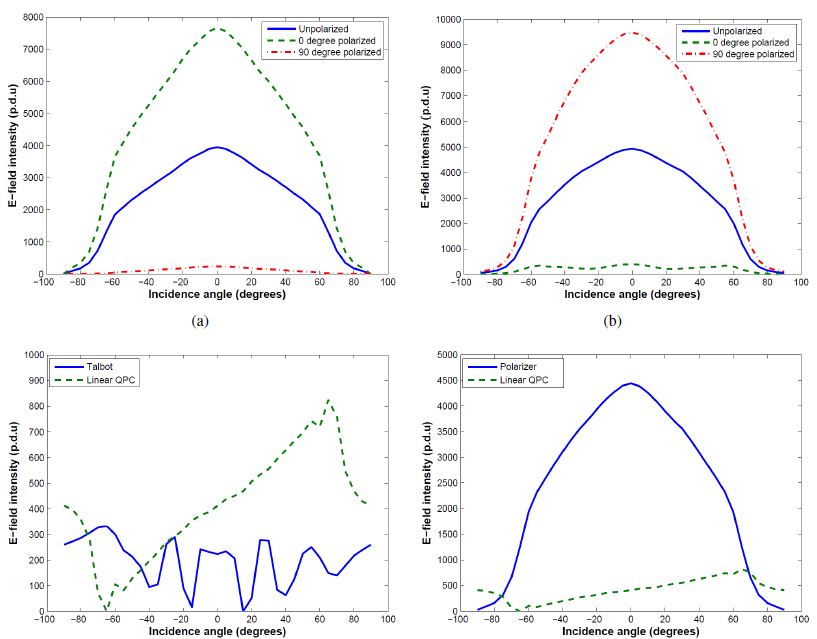 8000
7000
6000
5000
4000
3000
2000
1000
0
E-field intensity (p.d.u)
Unpolarized
0 degree polarized
90 degree polarized
-100 -80 -60 -40 -20 0 20 40 60 80 100
Incidence angle (degrees)
(a)
10000
9000
8000
7000
6000
5000
4000
3000
2000
1000
0
E-field intensity (p.d.u)
Unpolarized
0 degree polarized
90 degree polarized
-100 -80 -60 -40 -20 0 20 40 60 80 100
Incidence angle (degrees)
(b)
1000
900
800
700
600
500
400
300
200
100
0
E-field intensity (p.d.u)
Talbot
Linear QPC
-100 -80 -60 -40 -20 0 20 40 60 80 100
Incidence angle (degrees)
5000
4500
4000
3500
3000
2500
2000
1500
1000
500
0
E-field intensity (p.d.u)
Polarizer
Linear QPC
-100 -80 -60 -40 -20 0 20 40 60 80 100
Incidence angle (degrees)